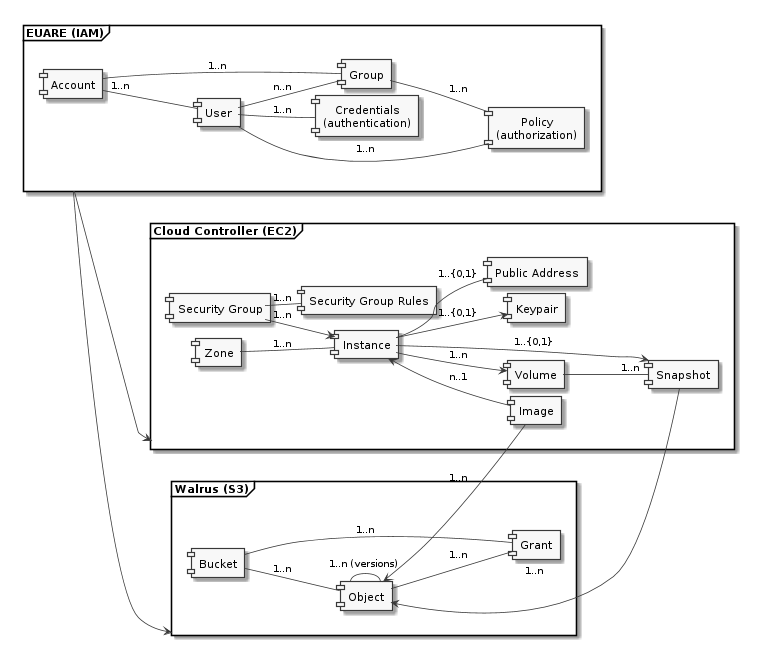 EUARE (IAM)
Account
1..n
1..n
Group
n..n
User
1..n
Credentials
(authentication)
1..n
Policy
(authorization)
1..n
Cloud Controller (EC2)
1..{0,1}
Public Address
Security Group
1..n
Security Group Rules
1..n
1..{0,1}
Keypair
Zone
1..n
Instance
1..{0,1}
1..n
Volume
1..n
Snapshot
n..1
Image
1..n
Walrus (S3)
1..n
Grant
Bucket
1..n
1..n (versions)
1..n
1..n
Object